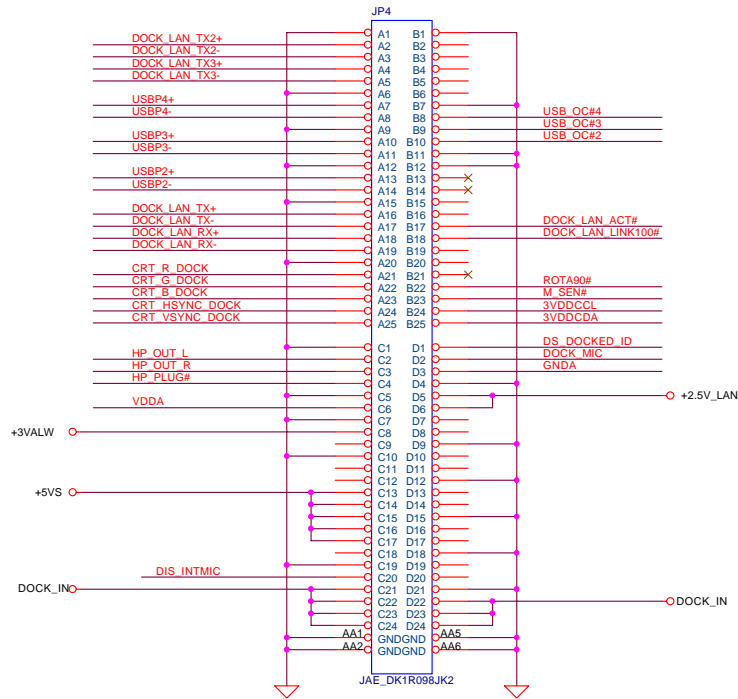 JP4
A1 B1
DOCK_LAN_TX2+ A2 B2
DOCK_LAN_TX2- A3 B3
DOCK_LAN_TX3+ A4 B4
DOCK_LAN_TX3- A5 B5
A6 B6
USBP4+ A7 B7
USBP4- A8 B8 USB_OC#4
A9 B9 USB_OC#3
USBP3+ A10 B10 USB_OC#2
USBP3- A11 B11
A12 B12
USBP2+ A13 B13
USBP2- A14 B14
A15 B15
DOCK_LAN_TX+ A16 B16
DOCK_LAN_TX- A17 B17 DOCK_LAN_ACT#
DOCK_LAN_RX+ A18 B18 DOCK_LAN_LINK100#
DOCK_LAN_RX- A19 B19
A20 B20
CRT_R_DOCK A21 B21
CRT_G_DOCK A22 B22 ROTA90#
CRT_B_DOCK A23 B23 M_SEN#
CRT_HSYNC_DOCK A24 B24 3VDDCCL
CRT_VSYNC_DOCK A25 B25 3VDDCDA
C1 D1 DS_DOCKED_ID
HP_OUT_L C2 D2 DOCK_MIC
HP_OUT_R C3 D3 GNDA
HP_PLUG# C4 D4
C5 D5 +2.5V_LAN
VDDA C6 D6
C7 D7
+3VALW C8 D8
C9 D9
C10 D10
C11 D11
C12 D12
+5VS C13 D13
C14 D14
C15 D15
C16 D16
C17 D17
C18 D18
C19 D19
DIS_INTMIC C20 D20
DOCK_IN C21 D21
C22 D22 DOCK_IN
C23 D23
C24 D24
AA1 GND GND AA5
AA2 GND GND AA6
JAE_DK1R098JK2